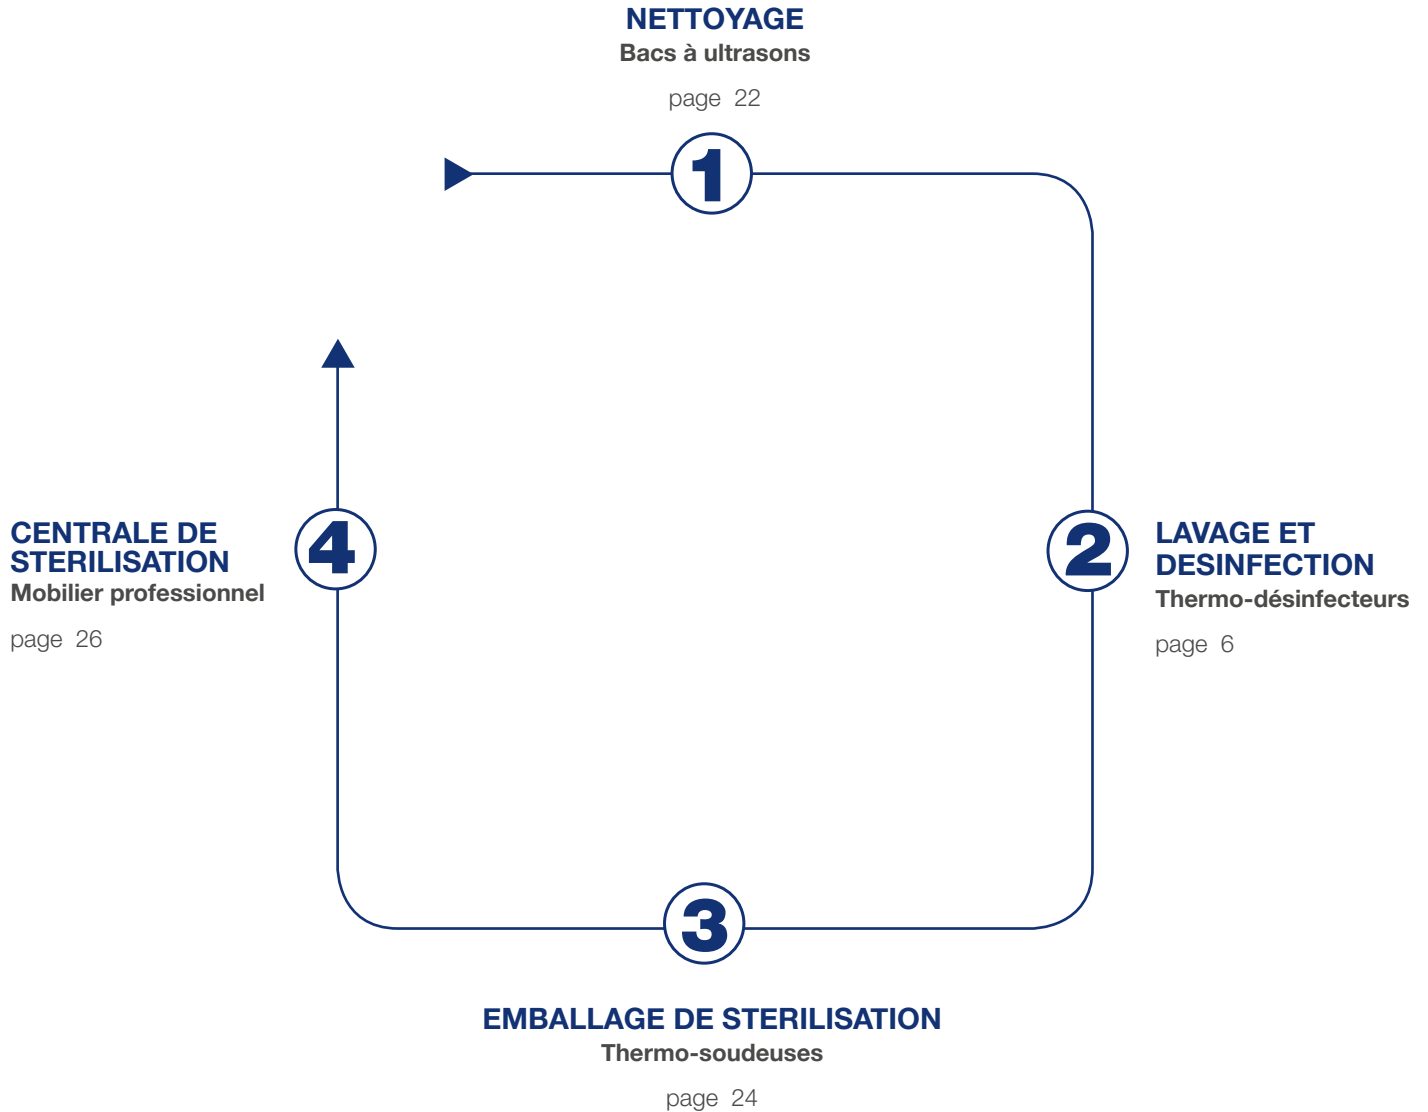 NETTOYAGE
Bacs à ultrasons
page 22
1
2
LAVAGE ET
DESINFECTION
Thermo-désinfecteurs
page 6
3
EMBALLAGE DE STERILISATION
Thermo-soudeuses
page 24
4
CENTRALE DE
STERILISATION
Mobilier professionnel
page 26